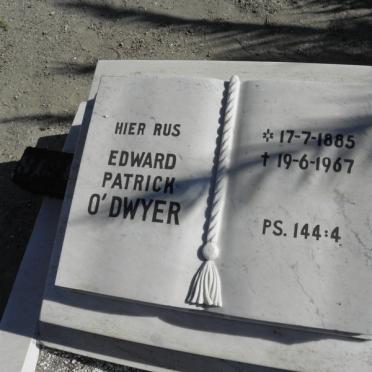 HIER RUS
EDWARD
PATRICK
O'DWYER
✲ 17-7-1885
✝ 19-6-1967
PS. 144:4